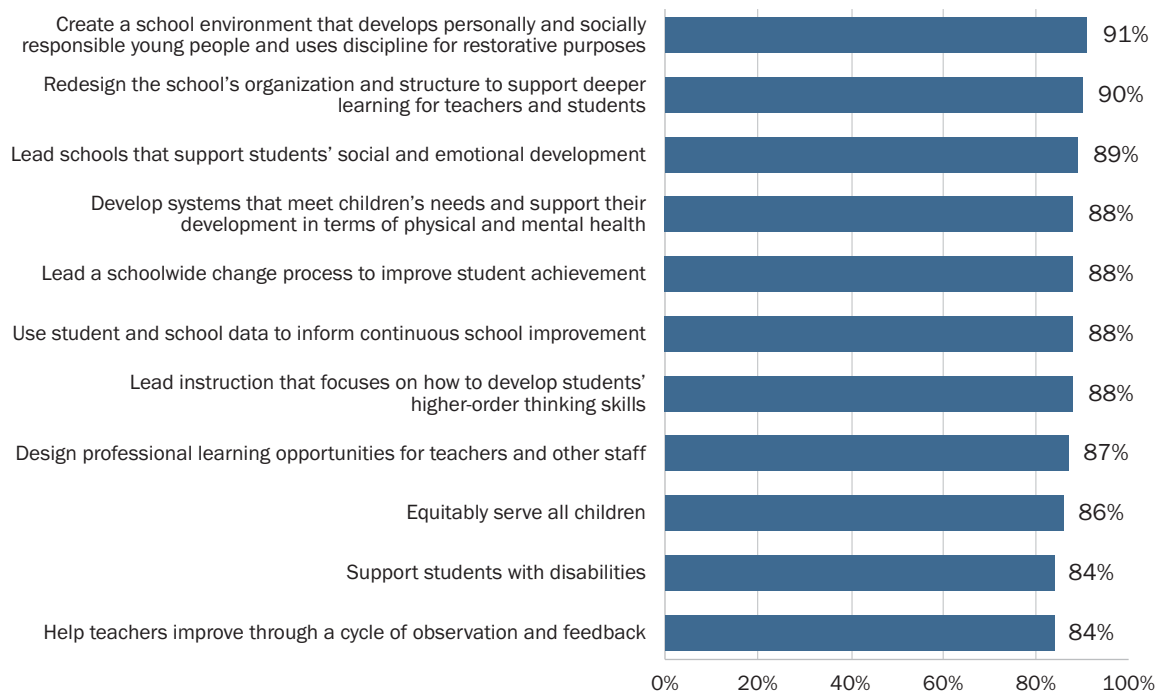 Create a school environment that develops personally and socially
responsible young people and uses discipline for restorative purposes
91%
Redesign the school’s organization and structure to support deeper
learning for teachers and students
90%
Lead schools that support students’ social and emotional development
89%
Develop systems that meet children’s needs and support their
development in terms of physical and mental health
88%
Lead a schoolwide change process to improve student achievement
88%
Use student and school data to inform continuous school improvement
88%
Lead instruction that focuses on how to develop students’
higher-order thinking skills
88%
Design professional learning opportunities for teachers and other staff
87%
Equitably serve all children
86%
Support students with disabilities
84%
Help teachers improve through a cycle of observation and feedback
84%
0% 20% 40% 60% 80% 100%